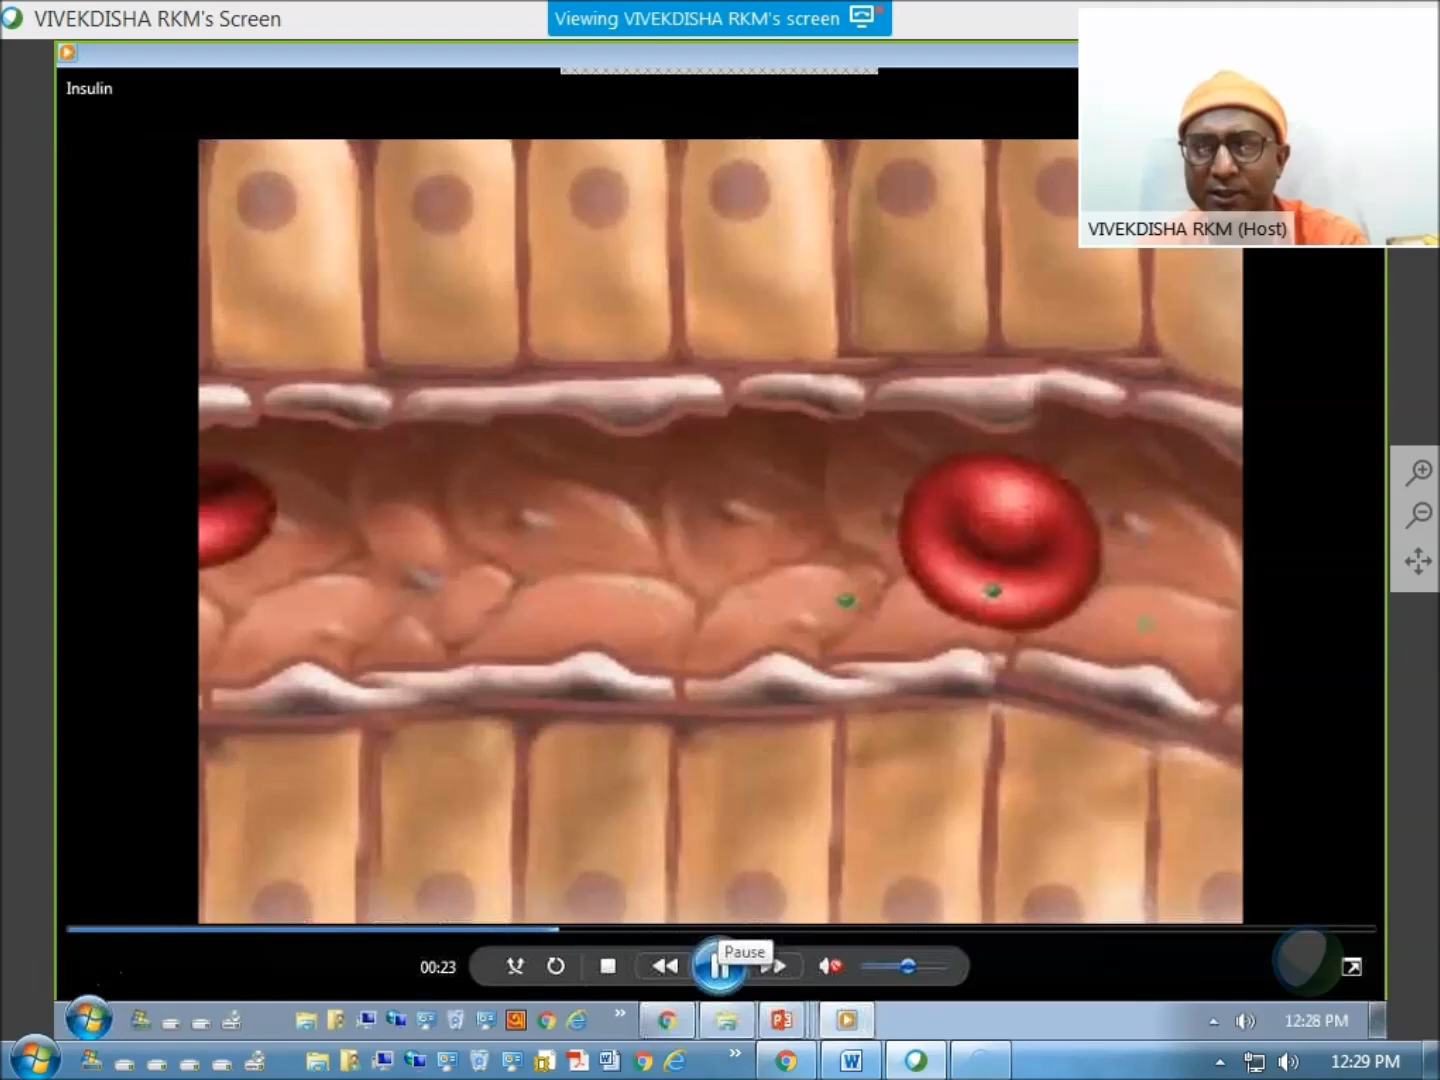 VIVEKDISHA RKM's Screen
Viewing VIVEKDISHA RKM's screen
Insulin
VIVEKDISHA RKM (Host)
Pause
00:23
12:28 PM
12:29 PM